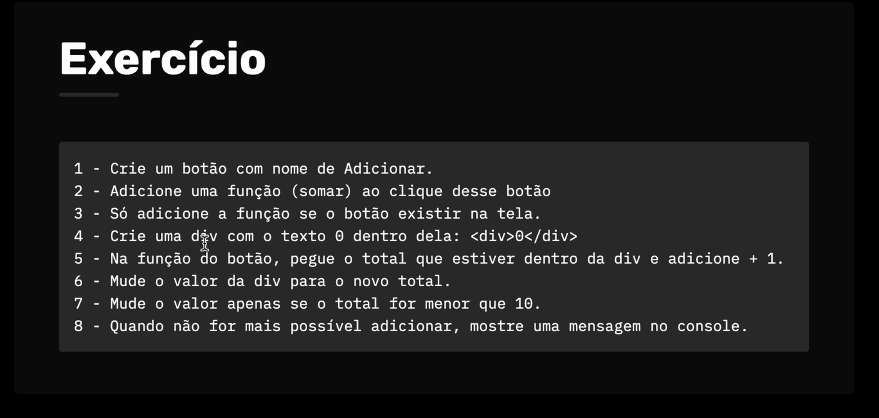 Exercício
1 - Crie um botão com nome de Adicionar.
2 - Adicione uma função (somar) ao clique desse botão
3 - Só adicione a função se o botão existir na tela.
4 - Crie uma div com o texto 0 dentro dela: <div>0</div>
5 - Na função do botão, pegue o total que estiver dentro da div e adicione + 1.
6 - Mude o valor da div para o novo total.
7 - Mude o valor apenas se o total for menor que 10.
8 - Quando não for mais possível adicionar, mostre uma mensagem no console.